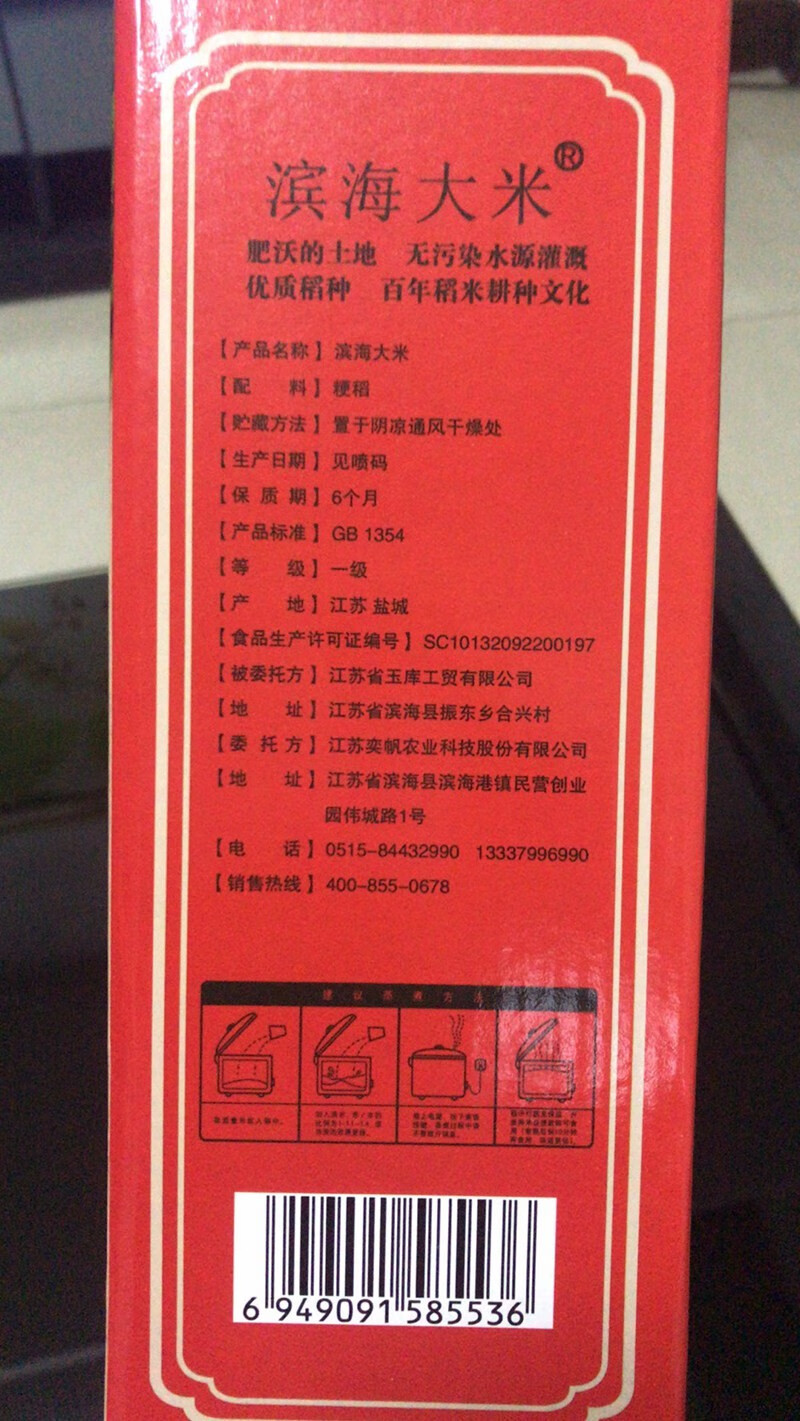 滨海大米®
肥沃的土地 无污染水源灌溉
优质稻种 百年稻米耕种文化
【产品名称】滨海大米
【配 料】粳稻
【贮藏方法】置于阴凉通风干燥处
【生产日期】见喷码
【保 质 期】6个月
【产品标准】GB 1354
【等 级】一级
【产 地】江苏 盐城
【食品生产许可证编号】SC10132092200197
【被委托方】江苏省玉库工贸有限公司
【地 址】江苏省滨海县振东乡合兴村
【委 托 方】江苏奕帆农业科技股份有限公司
【地 址】江苏省滨海县滨海港镇民营创业
园伟城路1号
【电 话】0515-84432990 13337996990
【销售热线】400-855-0678
建议蒸煮方法
6 949091 585536